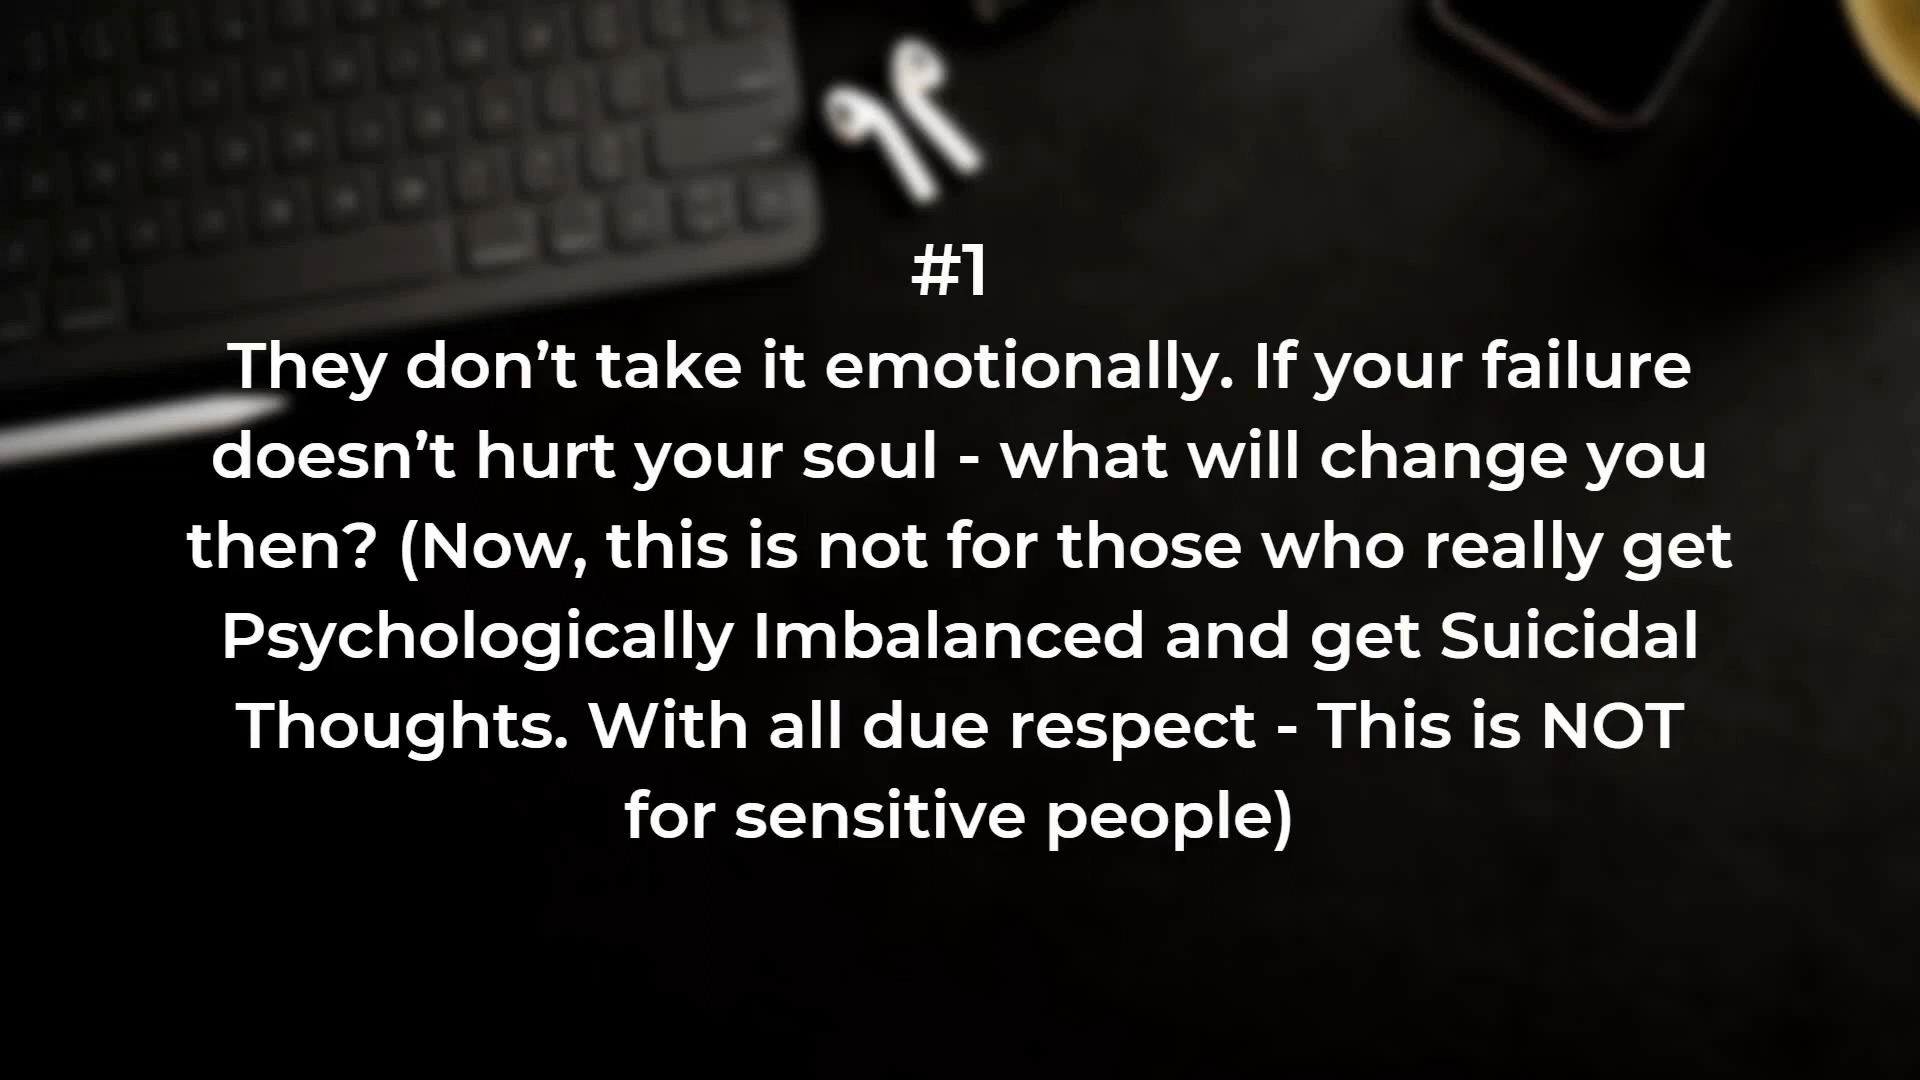 #1
They don’t take it emotionally. If your failure
doesn’t hurt your soul - what will change you
then? (Now, this is not for those who really get
Psychologically Imbalanced and get Suicidal
Thoughts. With all due respect - This is NOT
for sensitive people)